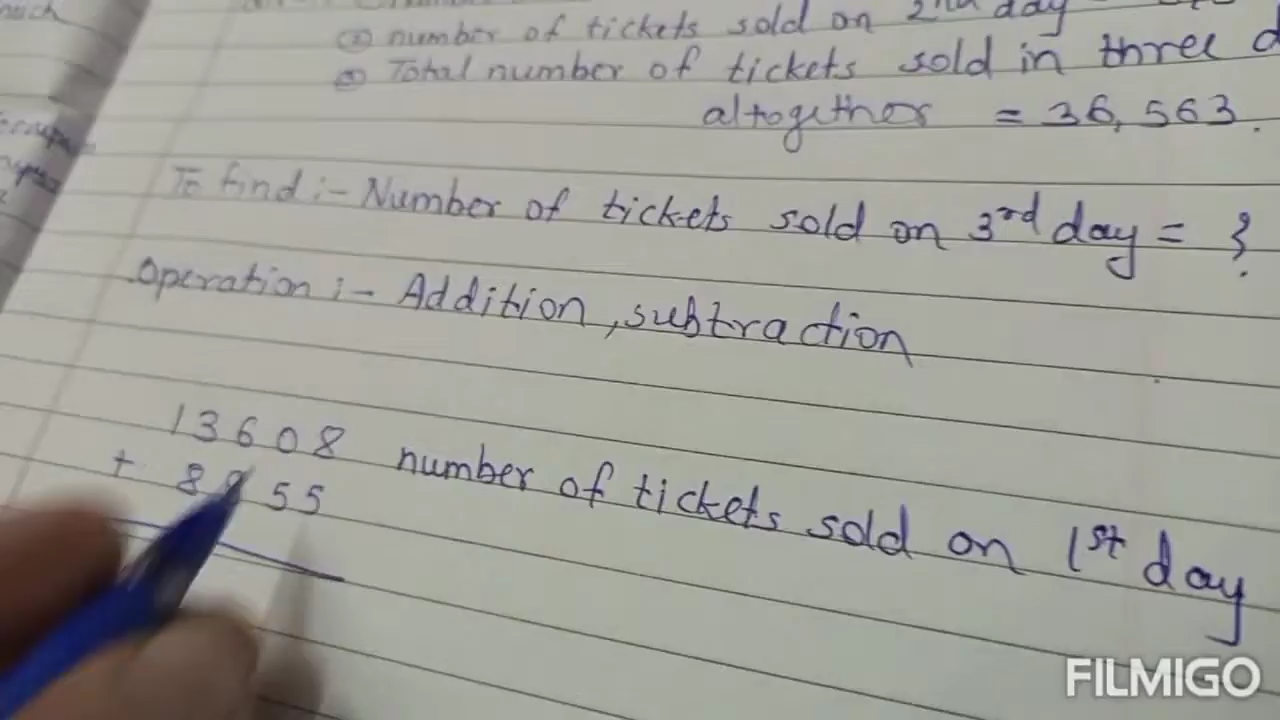 ② number of tickets sold on 2nd day
③ Total number of tickets sold in three
altogether = 36,563.
To find :- Number of tickets sold on 3rd day = ?
Operation :- Addition, subtraction
13608 number of tickets sold on 1st day
+ 8 55
FILMIGO